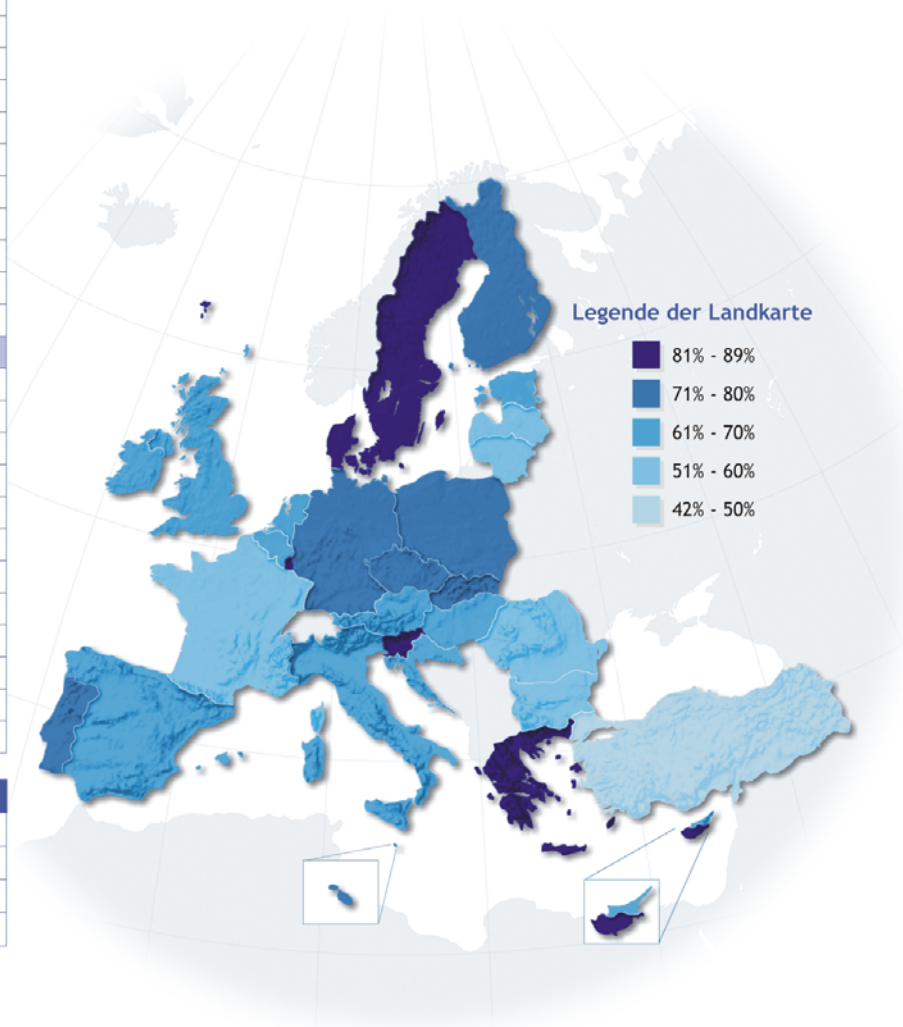 Legende der Landkarte
81% - 89%
71% - 80%
61% - 70%
51% - 60%
42% - 50%